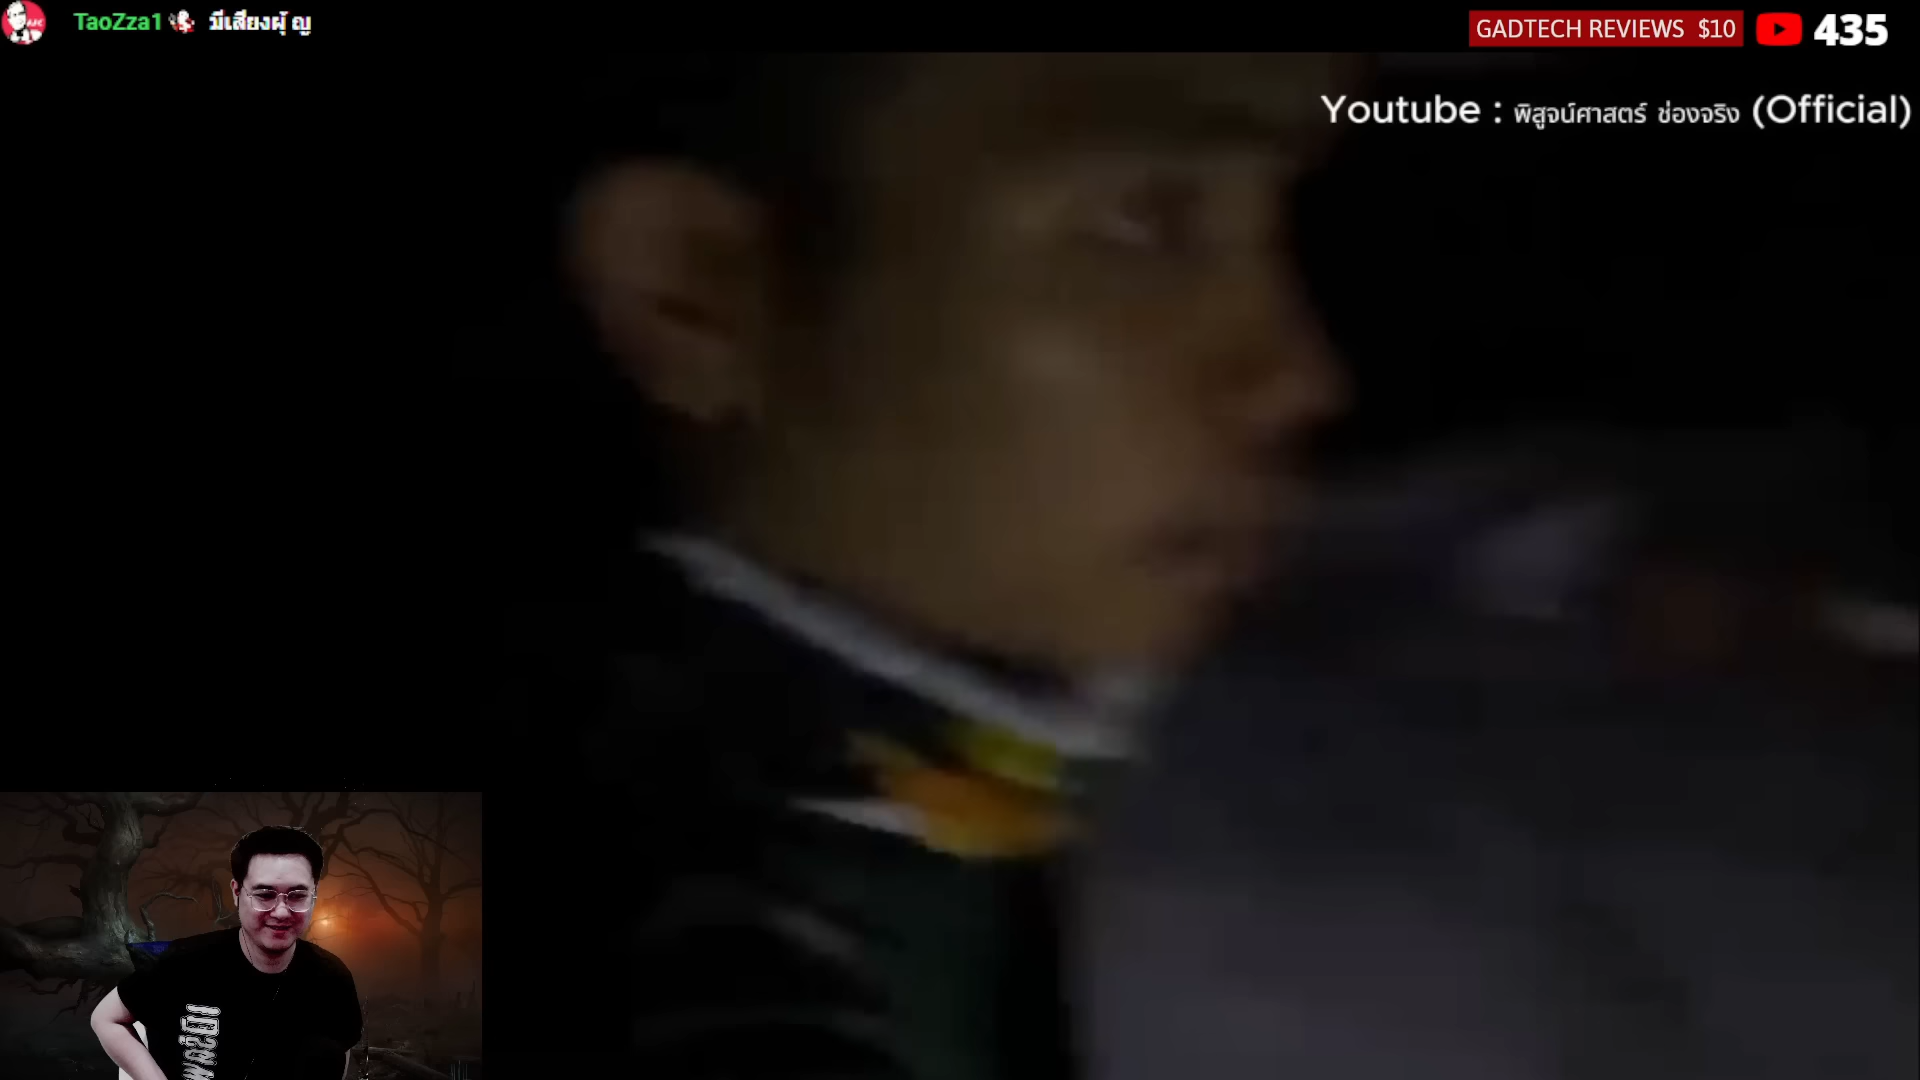 TaoZza1 มีเสียงผุ้ ญ
GADTECH REVIEWS $10
435
Youtube : พิสูจน์ศาสตร์ ช่องจริง (Official)